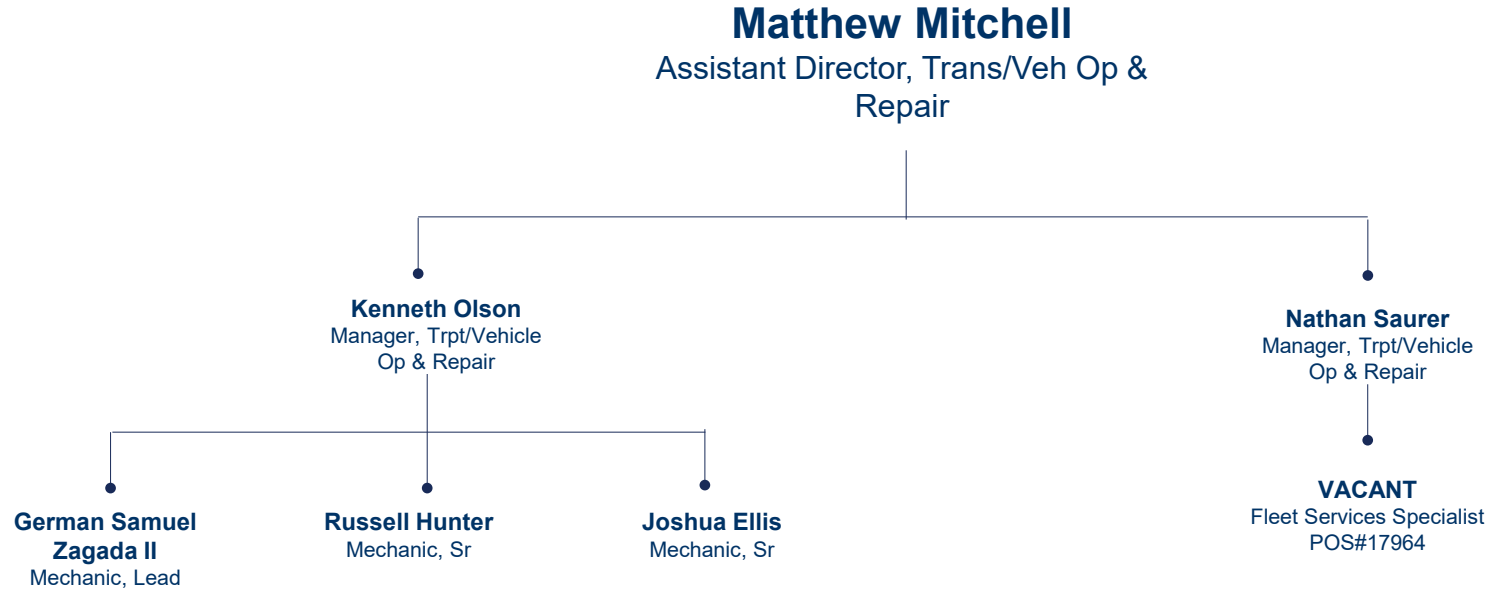 Matthew Mitchell
Assistant Director, Trans/Veh Op &
Repair
Kenneth Olson
Manager, Trpt/Vehicle
Op & Repair
Nathan Saurer
Manager, Trpt/Vehicle
Op & Repair
German Samuel
Zagada II
Mechanic, Lead
Russell Hunter
Mechanic, Sr
Joshua Ellis
Mechanic, Sr
VACANT
Fleet Services Specialist
POS#17964